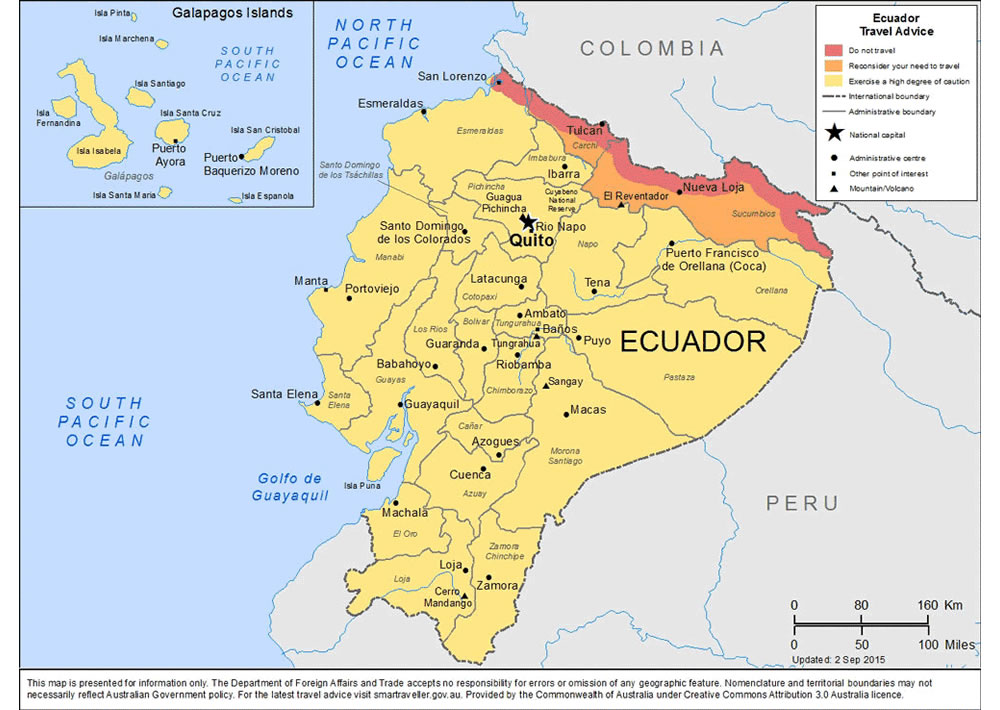 Galapagos Islands
Isla Pinta
Isla Marchena
SOUTH
PACIFIC
OCEAN
Isla Santiago
Isla
Fernandina
Isla Santa Cruz
Isla San Cristobal
Isla Isabela
Puerto
Ayora
Puerto
Baquerizo Moreno
Galápagos
Isla Santa Maria
Isla Espanola
NORTH
PACIFIC
OCEAN
COLOMBIA
Ecuador
Travel Advice
Do not travel
Reconsider your need to travel
Exercise a high degree of caution
International boundary
Administrative boundary
National capital
Administrative centre
Other point of interest
Mountain/Volcano
San Lorenzo
Esmeraldas
Esmeraldas
Tulcan
Carchi
Imbabura
Ibarra
Santo Domingo
de los Tsáchillas
Pichincha
Guagua
Pichincha
Cuyabeno
National
Reserve
El Reventador
Nueva Loja
Sucumbios
Santo Domingo
de los Colorados
Rio Napo
Quito
Napo
Manabi
Puerto Francisco
de Orellana (Coca)
Orellana
Manta
Portoviejo
Latacunga
Cotopaxi
Tena
Los Rios
Bolivar
Ambato
Tungurahua
Baños
Guaranda
Tungrahua
Puyo
ECUADOR
Babahoyo
Riobamba
Guayas
Chimborazo
Sangay
Pastaza
Santa Elena
Santa
Elena
Guayaquil
Macas
SOUTH
PACIFIC
OCEAN
Cañar
Azogues
Morona
Santiago
Golfo de
Guayaquil
Isla Puna
Cuenca
Azuay
PERU
Machala
El Oro
Zamora
Chinchipe
Loja
Loja
Zamora
Cerro
Mandango
0 80 160 Km
0 50 100 Miles
Updated: 2 Sep 2015
This map is presented for information only. The Department of Foreign Affairs and Trade accepts no responsibility for errors or omission of any geographic feature. Nomenclature and territorial boundaries may not
necessarily reflect Australian Government policy. For the latest travel advice visit smartraveller.gov.au. Provided by the Commonwealth of Australia under Creative Commons Attribution 3.0 Australia licence.